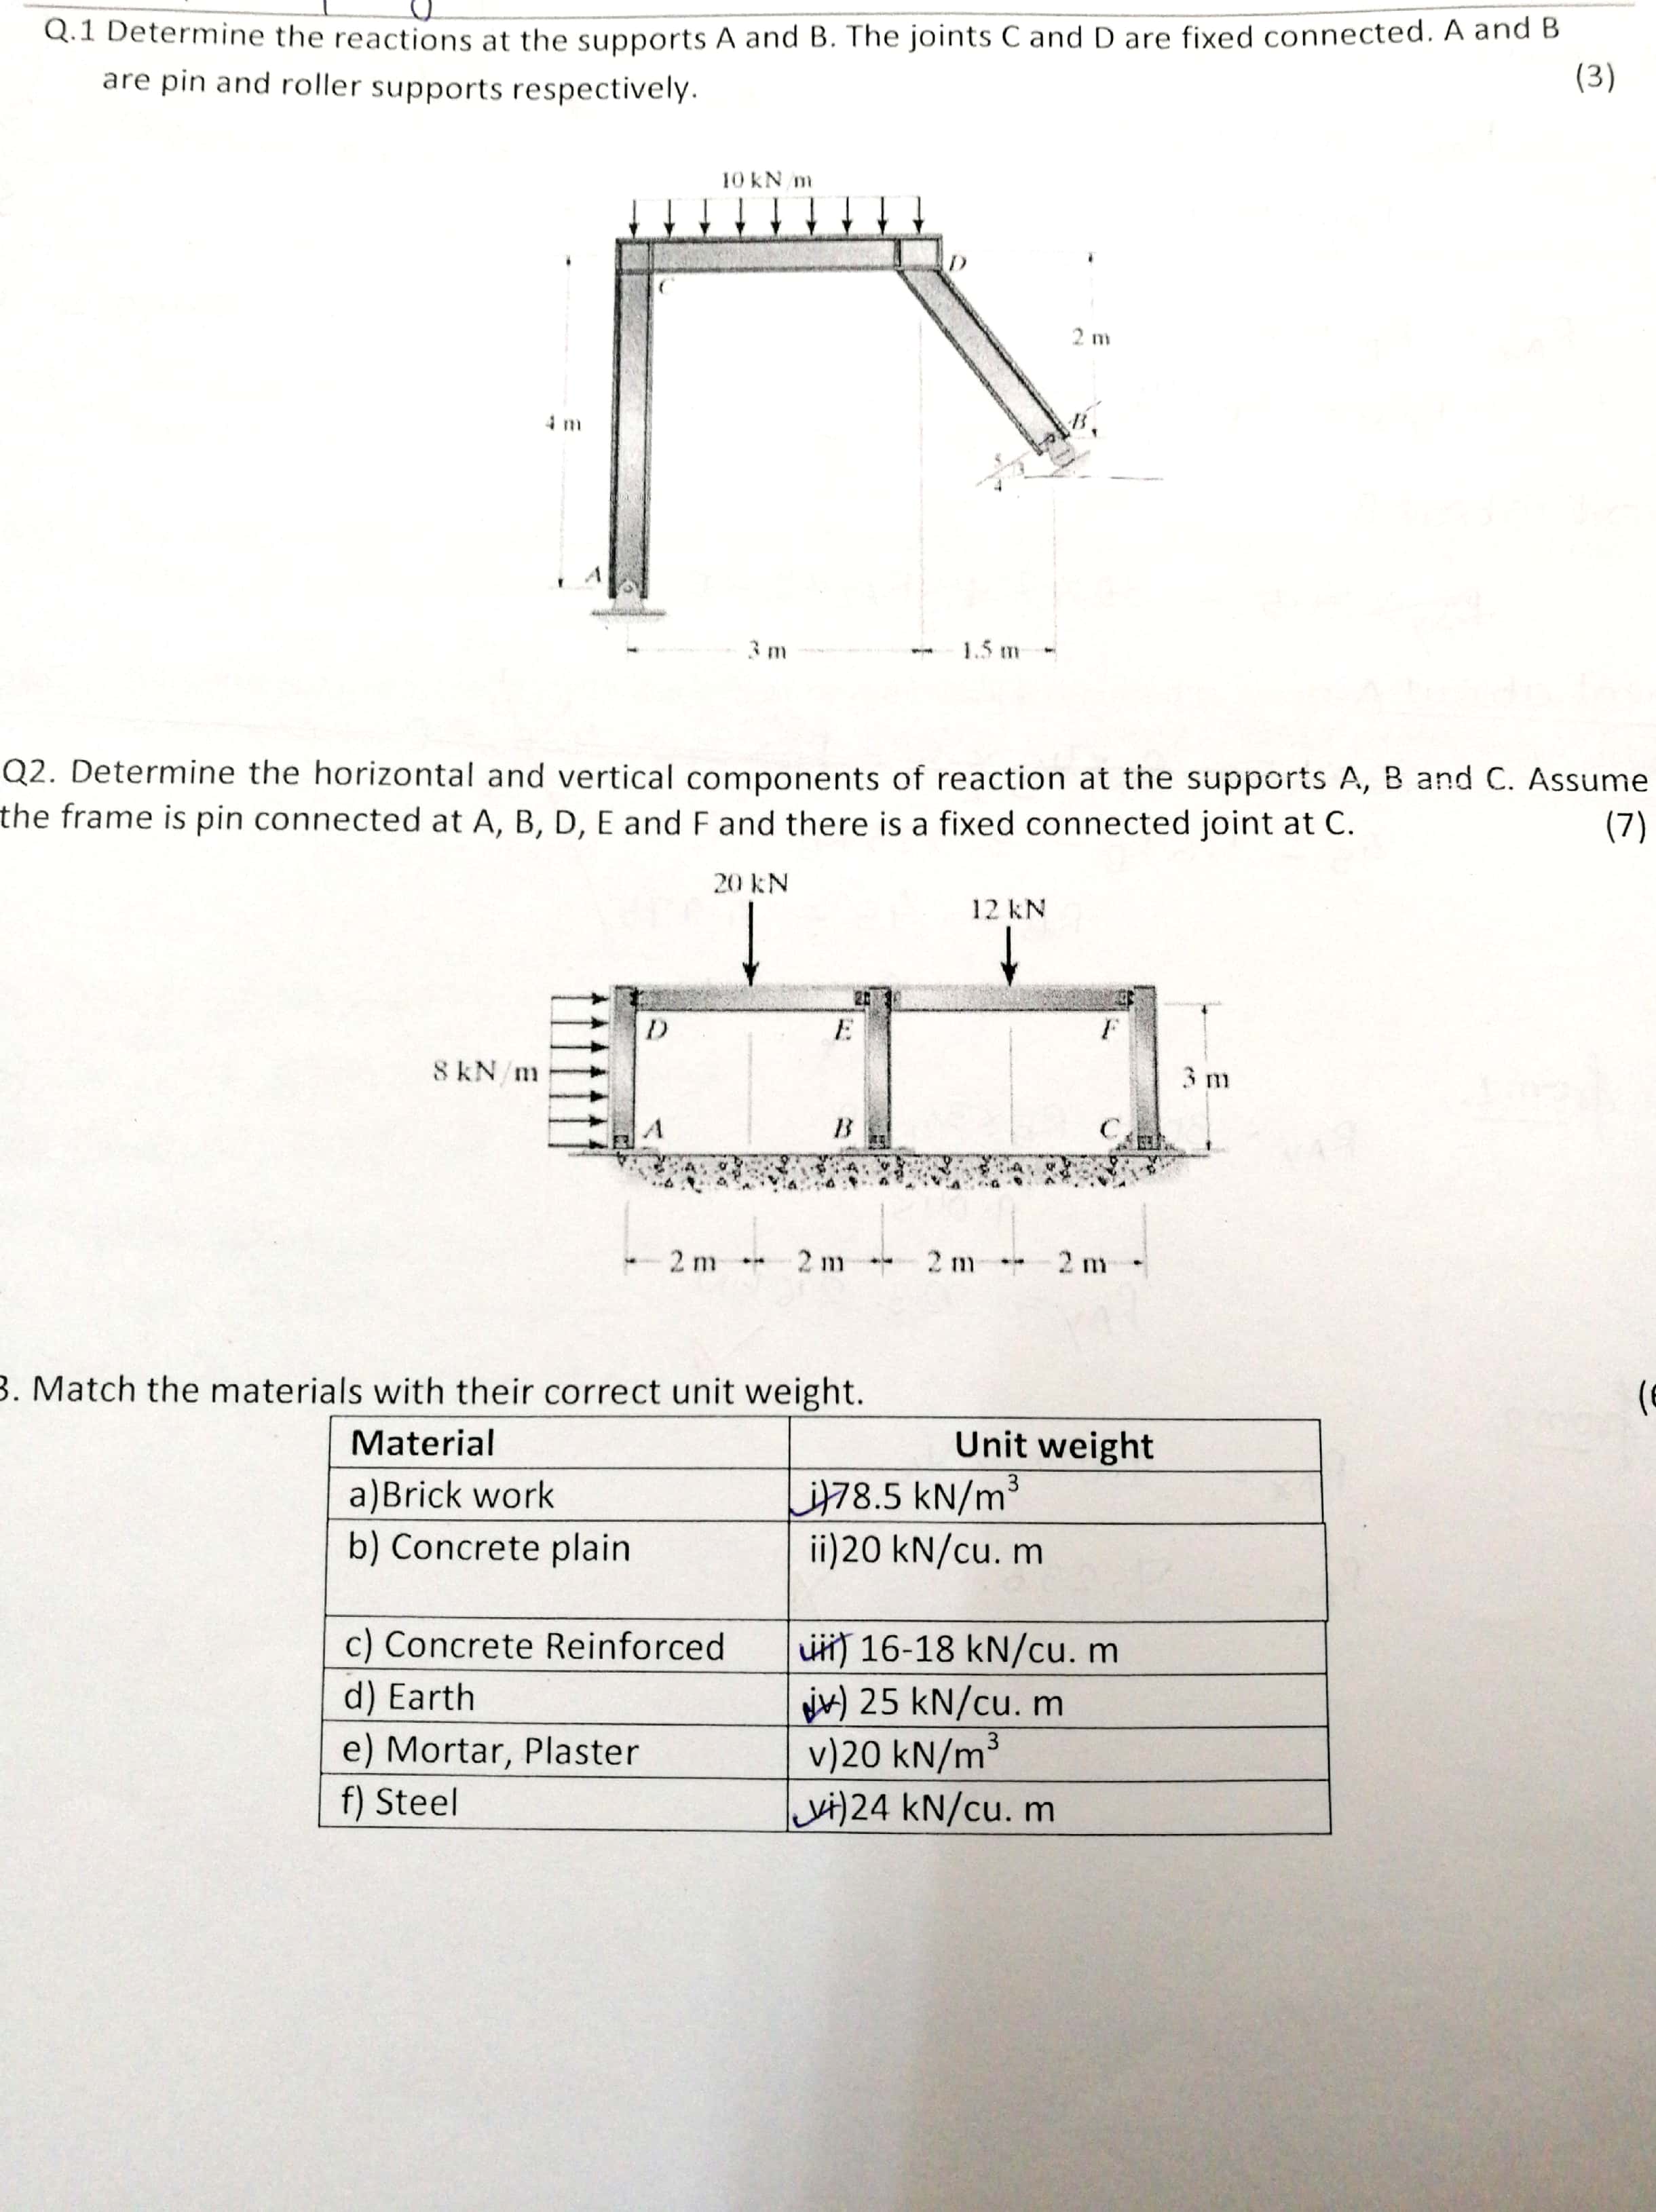 Q.1 Determine the reactions at the supports A and B. The joints C and D are fixed connected. A and B
are pin and roller supports respectively.
(3)
10 kN/m
D
C
2 m
4 m
B
5
3
4
A
3 m
1.5 m
Q2. Determine the horizontal and vertical components of reaction at the supports A, B and C. Assume
the frame is pin connected at A, B, D, E and F and there is a fixed connected joint at C.
(7)
20 kN
12 kN
D
E
F
8 kN/m
3 m
A
B
C
2 m
2 m
2 m
2 m
3. Match the materials with their correct unit weight.
Material
Unit weight
a)Brick work
i)78.5 kN/m³
b) Concrete plain
ii)20 kN/cu. m
c) Concrete Reinforced
iii) 16-18 kN/cu. m
d) Earth
iv) 25 kN/cu. m
e) Mortar, Plaster
v)20 kN/m³
f) Steel
vi)24 kN/cu. m